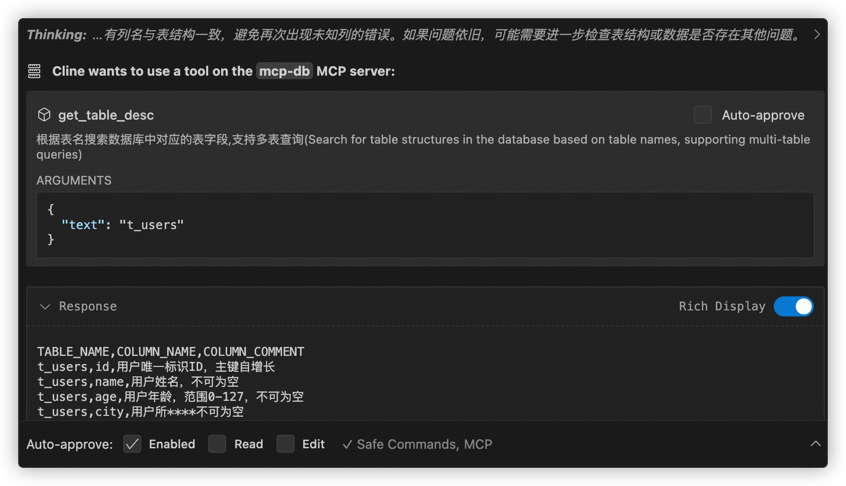 Thinking: ...有列名与表结构一致，避免再次出现未知列的错误。如果问题依旧，可能需要进一步检查表结构或数据是否存在其他问题。
Cline wants to use a tool on the mcp-db MCP server:
get_table_desc
Auto-approve
根据表名搜索数据库中对应的表字段,支持多表查询(Search for table structures in the database based on table names, supporting multi-table
queries)
ARGUMENTS
{
"text": "t_users"
}
Response
Rich Display
TABLE_NAME,COLUMN_NAME,COLUMN_COMMENT
t_users,id,用户唯一标识ID，主键自增长
t_users,name,用户姓名，不可为空
t_users,age,用户年龄，范围0-127，不可为空
t_users,city,用户所****不可为空
Auto-approve: Enabled Read Edit Safe Commands, MCP